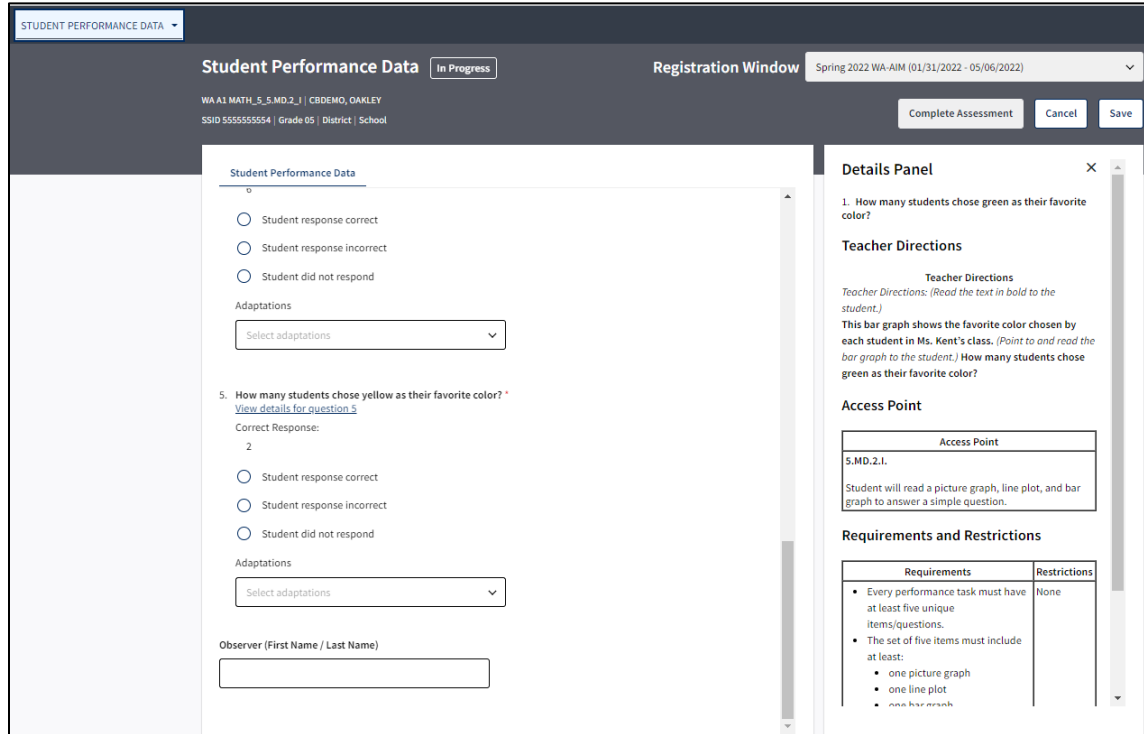 STUDENT PERFORMANCE DATA
Student Performance Data
In Progress
Registration Window
Spring 2022 WA-AIM (01/31/2022 - 05/06/2022)
WA A1 MATH_5_5.MD.2_I | CBDEMO, OAKLEY
SSID 5555555554 | Grade 05 | District | School
Complete Assessment
Cancel
Save
Student Performance Data
Student response correct
Student response incorrect
Student did not respond
Adaptations
Select adaptations
5. How many students chose yellow as their favorite color? *
View details for question 5
Correct Response:
2
Student response correct
Student response incorrect
Student did not respond
Adaptations
Select adaptations
Observer (First Name / Last Name)
Details Panel
1. How many students chose green as their favorite
color?
Teacher Directions
Teacher Directions
Teacher Directions: (Read the text in bold to the
student.)
This bar graph shows the favorite color chosen by
each student in Ms. Kent's class. (Point to and read the
bar graph to the student.) How many students chose
green as their favorite color?
Access Point
Access Point
5.MD.2.I.
Student will read a picture graph, line plot, and bar
graph to answer a simple question.
Requirements and Restrictions
Requirements
Restrictions
• Every performance task must have
at least five unique
items/questions.
• The set of five items must include
at least:
• one picture graph
• one line plot
• one bar graph
None